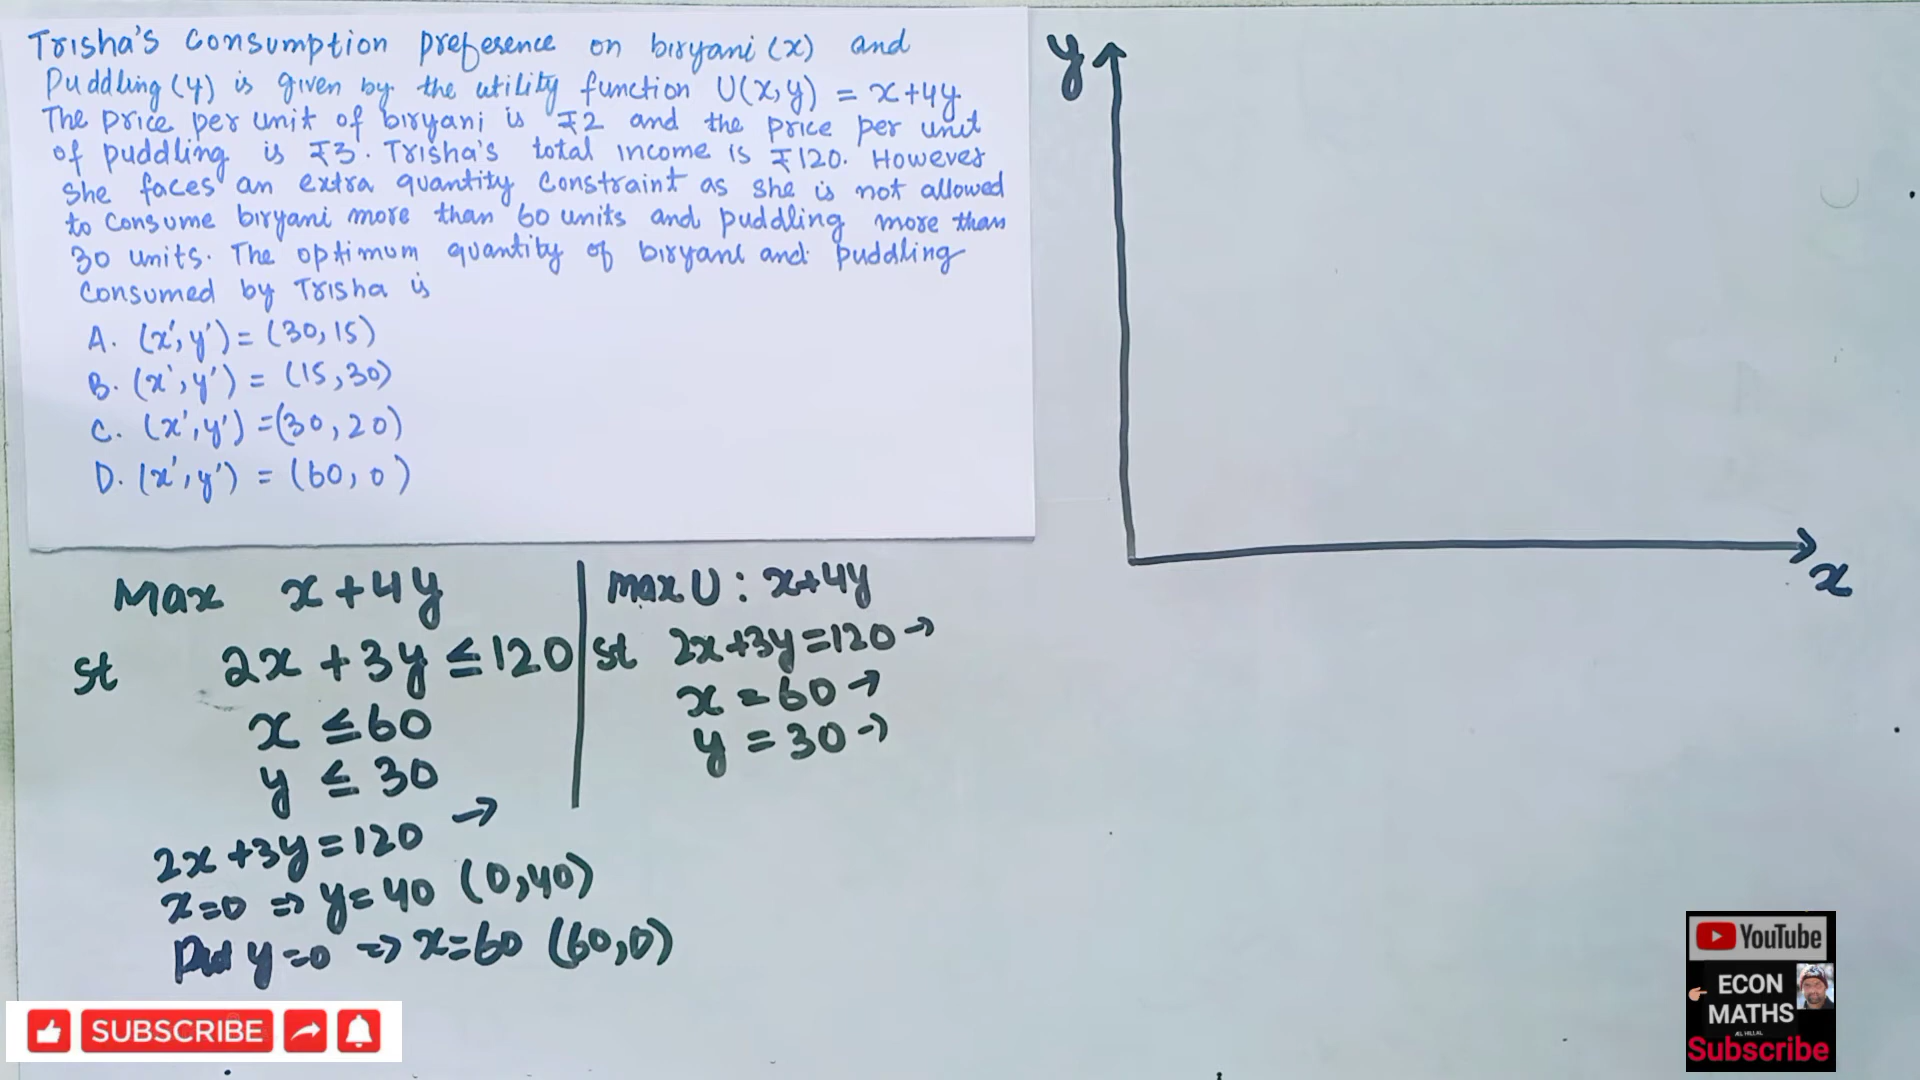 Trisha's Consumption preference on biryani (x) and
Puddling (y) is given by the utility function U(x,y) = x+4y
The price per unit of biryani is ₹2 and the price per unit
of puddling is ₹3. Trisha's total income is ₹120. However
She faces an extra quantity constraint as she is not allowed
to consume biryani more than 60 units and puddling more than
30 units. The optimum quantity of biryani and puddling
Consumed by Trisha is
A. (x', y') = (30, 15)
B. (x', y') = (15, 30)
C. (x', y') = (30, 20)
D. (x', y') = (60, 0)
Max x+4y
st 2x + 3y ≤ 120
x ≤ 60
y ≤ 30
2x+3y=120 →
x=0 ⇒ y=40 (0,40)
Put y=0 ⇒ x=60 (60,0)
max U : x+4y
st 2x+3y=120 →
x = 60 →
y = 30 →
y
x
SUBSCRIBE
YouTube
ECON
MATHS
Subscribe